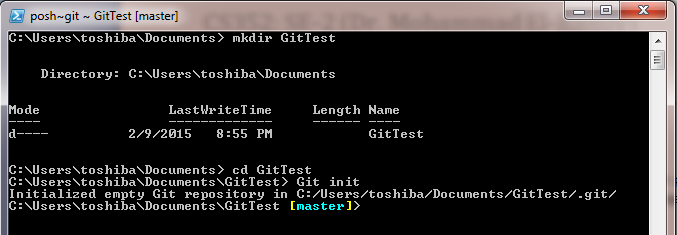 posh~git ~ GitTest [master]
C:\Users\toshiba\Documents> mkdir GitTest
Directory: C:\Users\toshiba\Documents
Mode LastWriteTime Length Name
---- ------------- ------ ----
d---- 2/9/2015 8:55 PM GitTest
C:\Users\toshiba\Documents> cd GitTest
C:\Users\toshiba\Documents\GitTest> Git init
Initialized empty Git repository in C:/Users/toshiba/Documents/GitTest/.git/
C:\Users\toshiba\Documents\GitTest [master]>